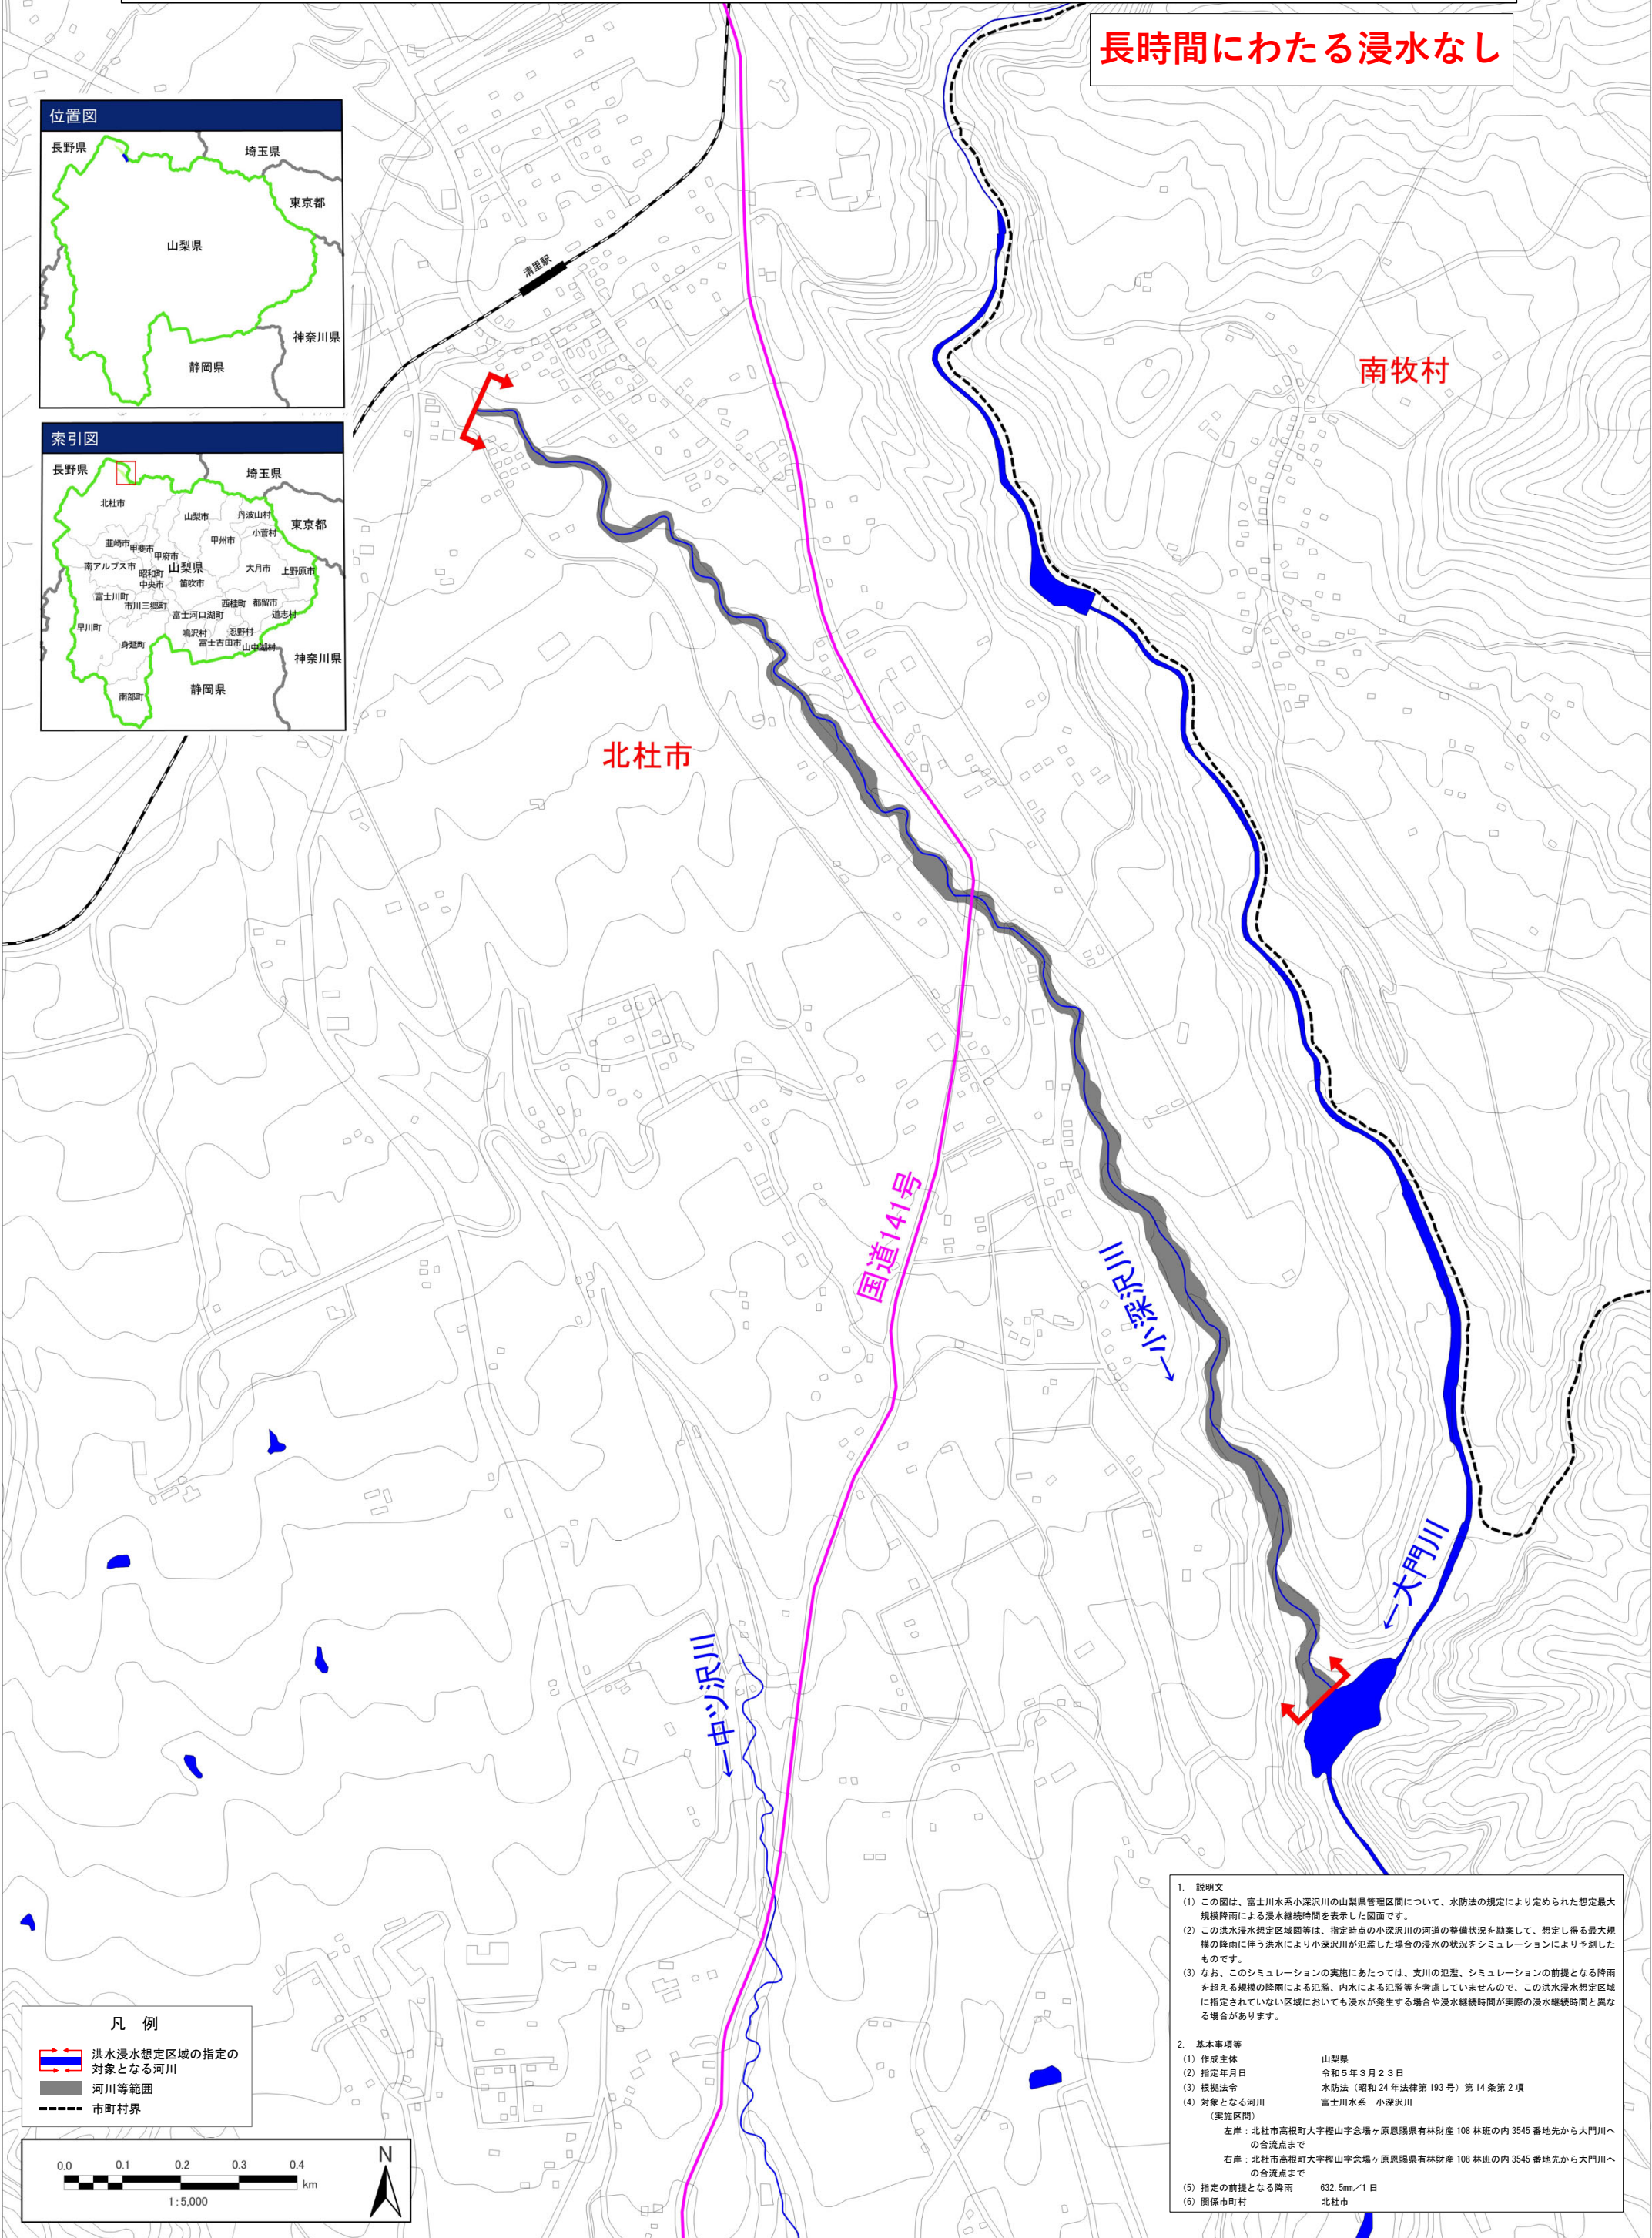 長時間にわたる浸水なし
位置図
長野県
埼玉県
東京都
山梨県
神奈川県
静岡県
索引図
長野県
埼玉県
北杜市
山梨市
丹波山村
東京都
小菅村
甲州市
韮崎市
甲斐市
甲府市
南アルプス市
昭和町
山梨県
大月市
上野原市
中央市
笛吹市
富士川町
市川三郷町
西桂町
都留市
富士河口湖町
道志村
早川町
鳴沢村
忍野村
身延町
富士吉田市
山中湖村
神奈川県
静岡県
南部町
清里駅
南牧村
北杜市
国道141号
←小深沢川
←大門川
←中ツ沢川
凡 例
洪水浸水想定区域の指定の
対象となる河川
河川等範囲
市町村界
0.0 0.1 0.2 0.3 0.4
km
1:5,000
N
1. 説明文
(1) この図は、富士川水系小深沢川の山梨県管理区間について、水防法の規定により定められた想定最大
規模降雨による浸水継続時間を表示した図面です。
(2) この洪水浸水想定区域図等は、指定時点の小深沢川の河道の整備状況を勘案して、想定し得る最大規
模の降雨に伴う洪水により小深沢川が氾濫した場合の浸水の状況をシミュレーションにより予測した
ものです。
(3) なお、このシミュレーションの実施にあたっては、支川の氾濫、シミュレーションの前提となる降雨
を超える規模の降雨による氾濫、内水による氾濫等を考慮していませんので、この洪水浸水想定区域
に指定されていない区域においても浸水が発生する場合や浸水継続時間が実際の浸水継続時間と異な
る場合があります。
2. 基本事項等
(1) 作成主体 山梨県
(2) 指定年月日 令和5年3月23日
(3) 根拠法令 水防法（昭和24年法律第193号）第14条第2項
(4) 対象となる河川 富士川水系 小深沢川
（実施区間）
左岸：北杜市高根町大字樫山字念場ヶ原恩賜県有林財産108林班の内3545番地先から大門川へ
の合流点まで
右岸：北杜市高根町大字樫山字念場ヶ原恩賜県有林財産108林班の内3545番地先から大門川へ
の合流点まで
(5) 指定の前提となる降雨 632.5mm／1日
(6) 関係市町村 北杜市